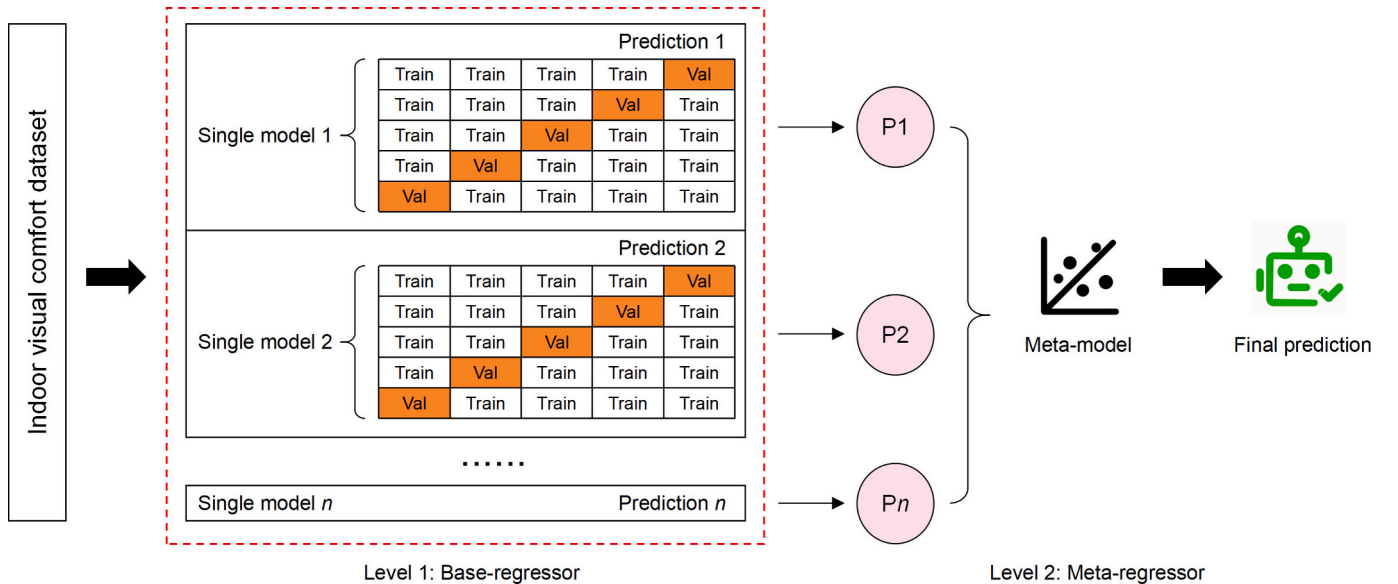 Indoor visual comfort dataset
Prediction 1
Single model 1
Train Train Train Train Val
Train Train Train Val Train
Train Train Val Train Train
Train Val Train Train Train
Val Train Train Train Train
Prediction 2
Single model 2
Train Train Train Train Val
Train Train Train Val Train
Train Train Val Train Train
Train Val Train Train Train
Val Train Train Train Train
......
Single model n Prediction n
P1
P2
Pn
Meta-model
Final prediction
Level 1: Base-regressor
Level 2: Meta-regressor